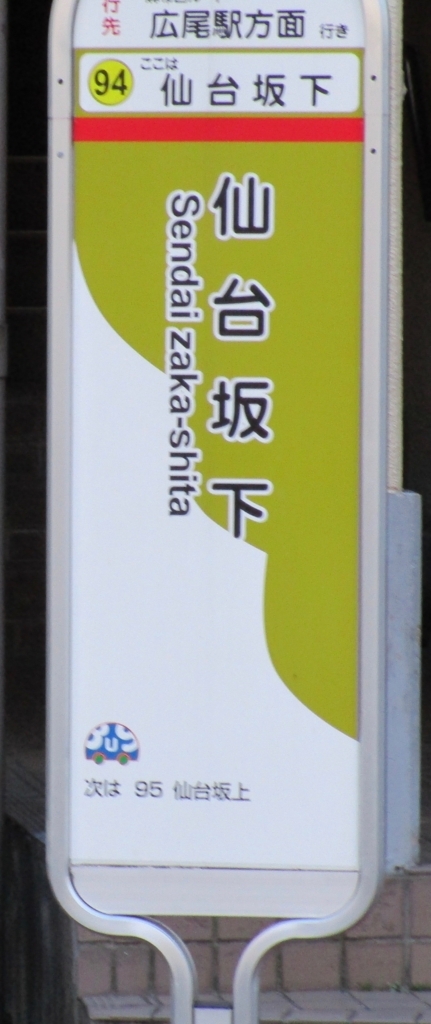 行先
広尾駅方面 行き
94
ここは
仙台坂下
仙台坂下
Sendai zaka-shita
次は 95 仙台坂上